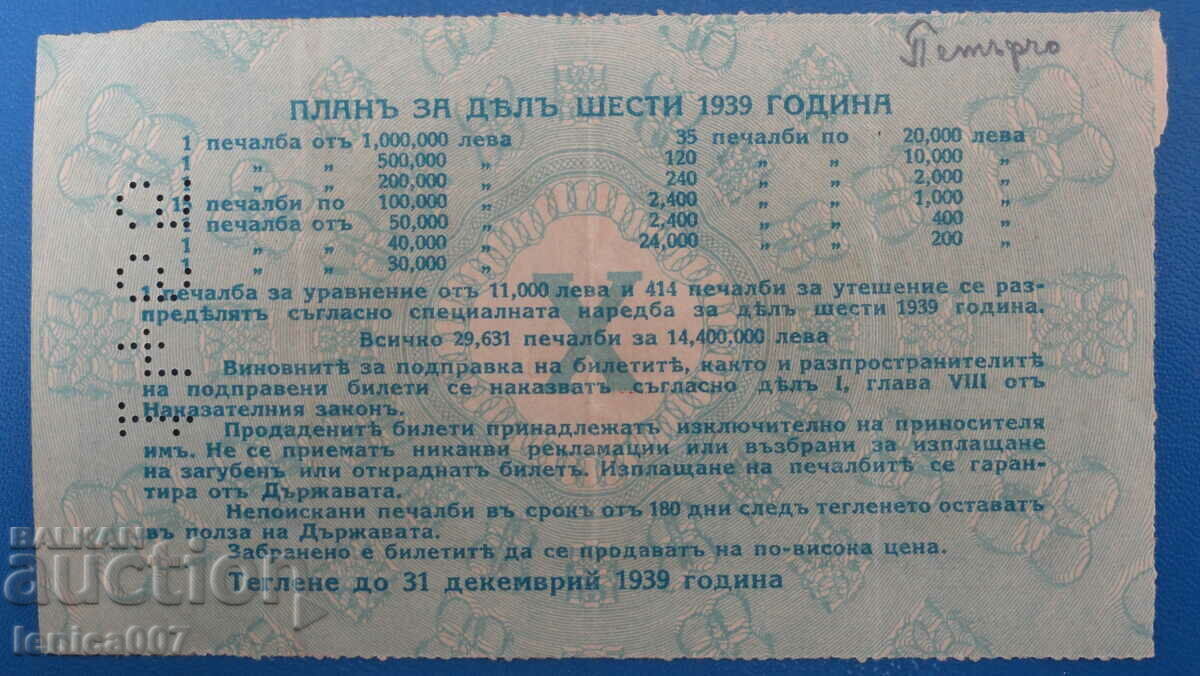 Петърчо
ПЛАНЪ ЗА ДѢЛЪ ШЕСТИ 1939 ГОДИНА
1 печалба отъ 1,000,000 лева
1 „ „ 500,000 „
1 „ „ 200,000 „
15 печалби по 100,000 „
1 печалба отъ 50,000 „
1 „ „ 40,000 „
1 „ „ 30,000 „
35 печалби по 20,000 лева
120 „ „ 10,000 „
240 „ „ 2,000 „
2,400 „ „ 1,000 „
2,400 „ „ 400 „
24,000 „ „ 200 „
1 печалба за уравнение отъ 11,000 лева и 414 печалби за утешение се раз-
предѣлятъ съгласно специалната наредба за дѣлъ шести 1939 година.
Всичко 29,631 печалби за 14,400,000 лева
Виновнитѣ за подправка на билетитѣ, както и разпространителитѣ
на подправени билети се наказватъ съгласно дѣлъ I, глава VIII отъ
Наказателния законъ.
Продаденитѣ билети принадлежатъ изключително на приносителя
имъ. Не се приематъ никакви рекламации или възбрани за изплащане
на загубенъ или откраднатъ билетъ. Изплащане на печалбитѣ се гаран-
тира отъ Държавата.
Непоискани печалби въ срокъ отъ 180 дни следъ тегленето оставатъ
въ полза на Държавата.
Забранено е билетитѣ да се продаватъ на по-висока цена.
Теглене до 31 декемврий 1939 година
X
BALKAN
auction
lenica007